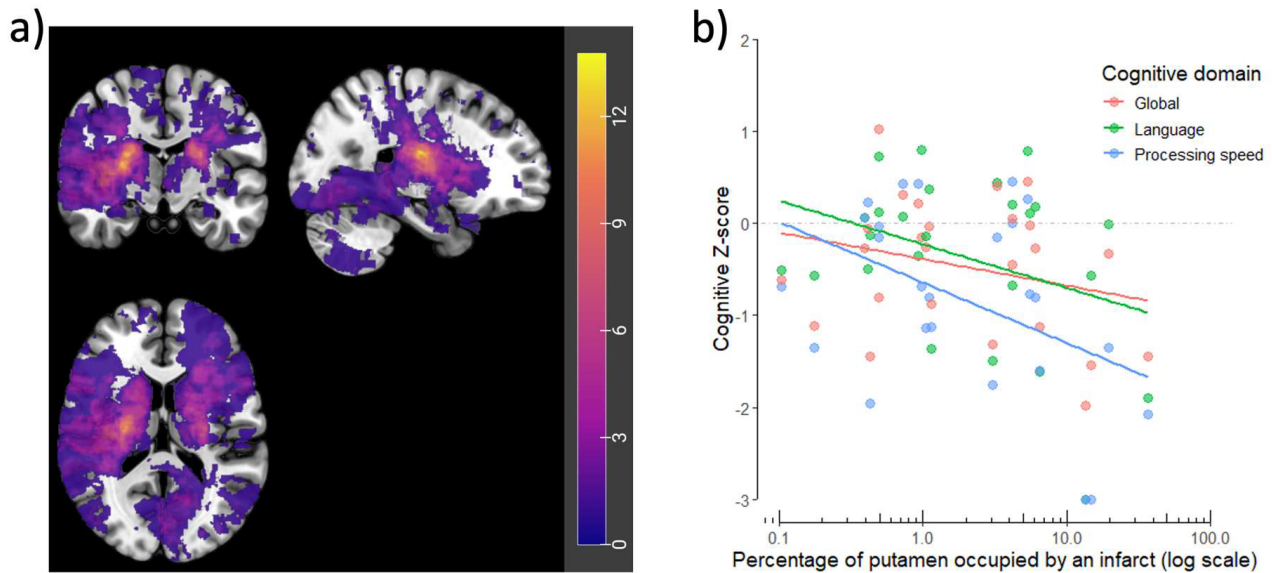 a)
12
9
6
3
0
b)
Cognitive domain
Global
Language
Processing speed
Cognitive Z-score
2
1
0
-1
-2
-3
0.1 1.0 10.0 100.0
Percentage of putamen occupied by an infarct (log scale)